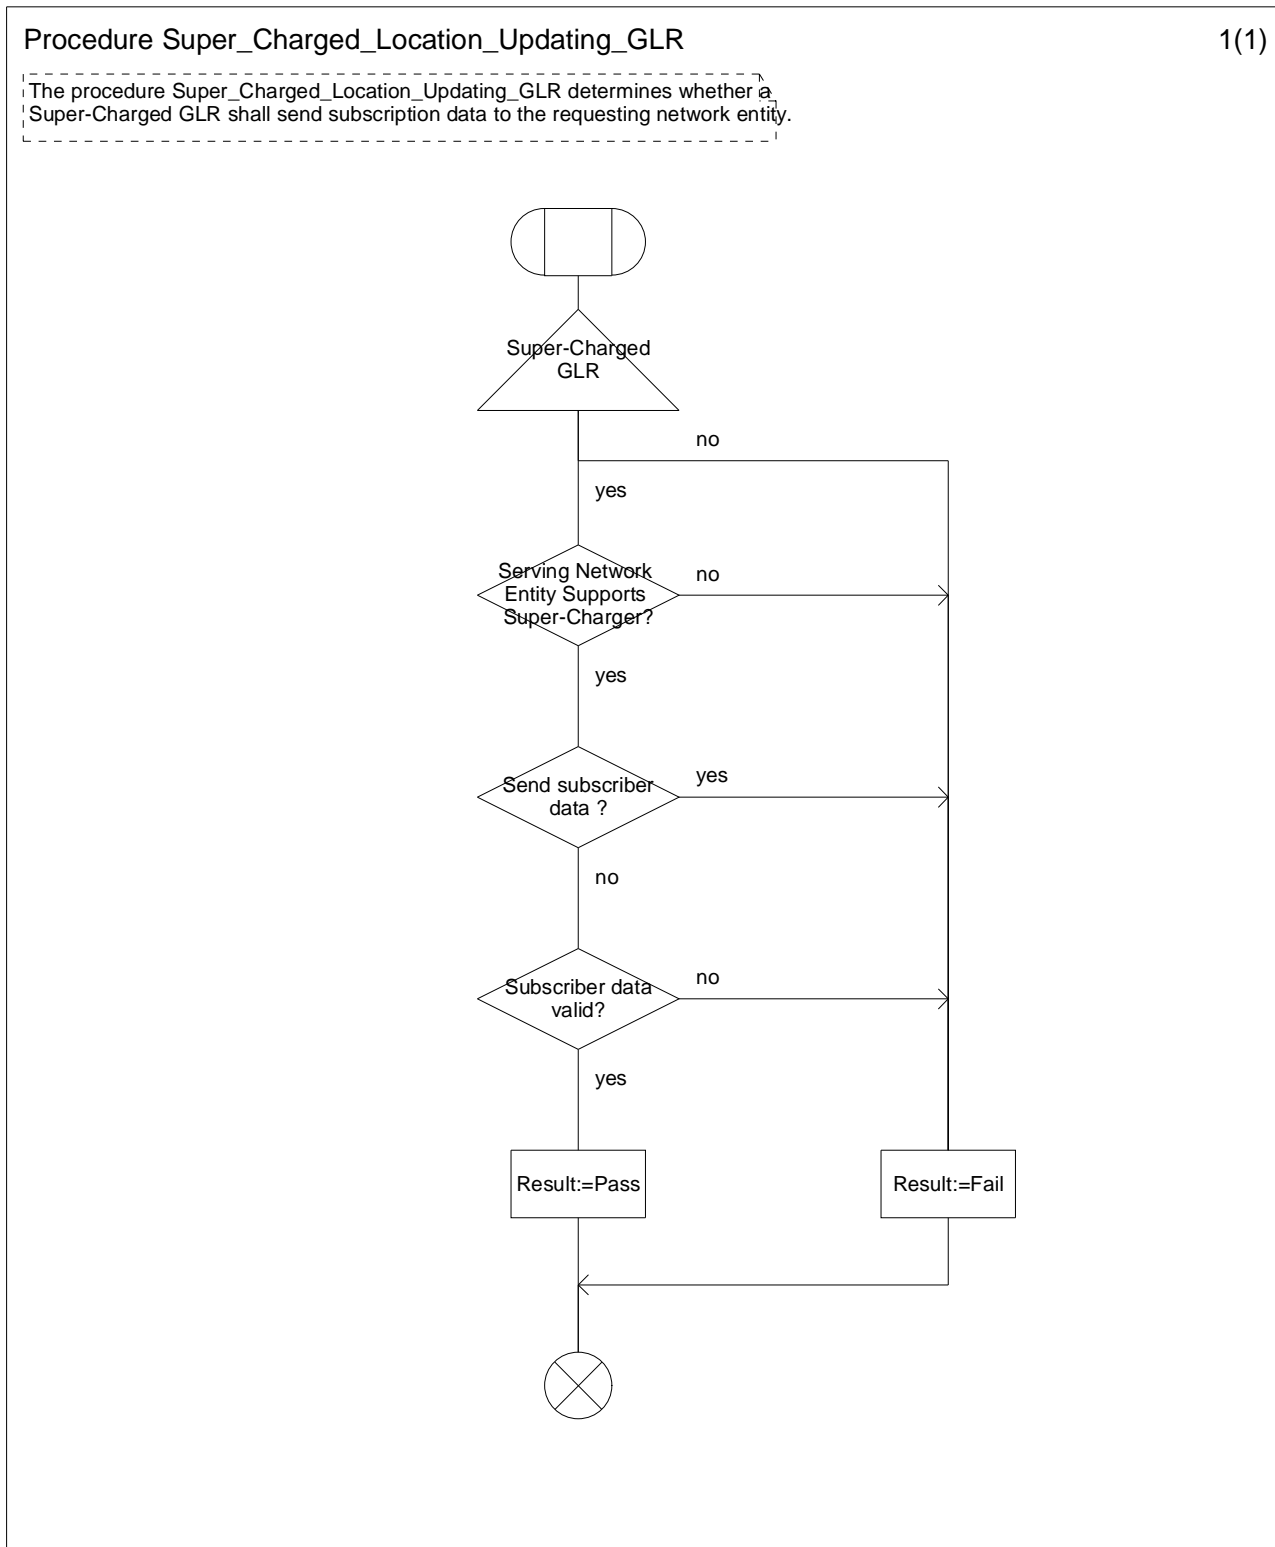 Procedure Super_Charged_Location_Updating_GLR
1(1)
The procedure Super_Charged_Location_Updating_GLR determines whether a
Super-Charged GLR shall send subscription data to the requesting network entity.
Super-Charged
GLR
no
yes
Serving Network
Entity Supports
Super-Charger?
no
yes
Send subscriber
data ?
yes
no
Subscriber data
valid?
no
yes
Result:=Pass
Result:=Fail